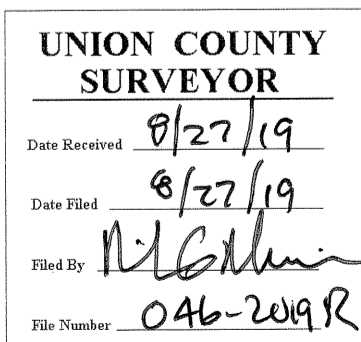 UNION COUNTY
SURVEYOR
Date Received 8/27/19
Date Filed 8/27/19
Filed By
File Number 046-2019R